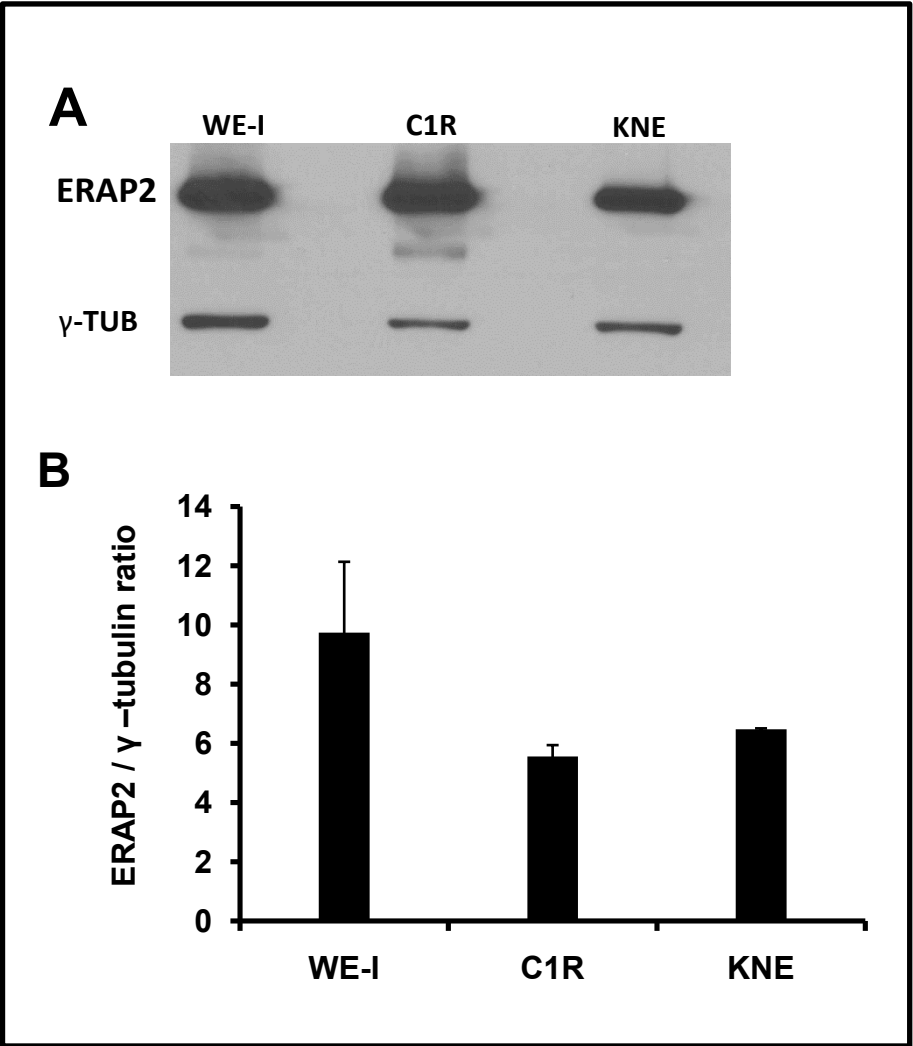 A
WE-I C1R KNE
ERAP2
γ-TUB
B
ERAP2 / γ –tubulin ratio
14
12
10
8
6
4
2
0
WE-I C1R KNE